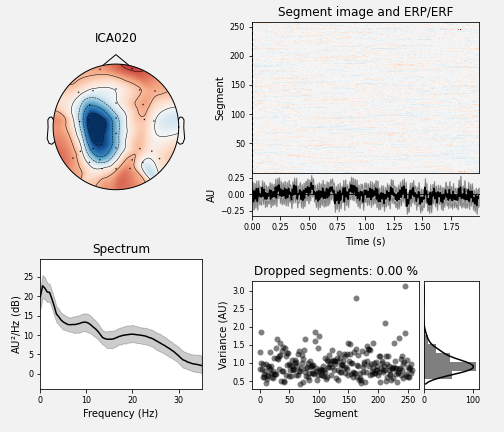 ICA020
Segment image and ERP/ERF
Segment
250
200
150
100
50
AU
0.25
0.00
−0.25
0.00 0.25 0.50 0.75 1.00 1.25 1.50 1.75
Time (s)
Spectrum
AU²/Hz (dB)
25
20
15
10
5
0
0 10 20 30
Frequency (Hz)
Dropped segments: 0.00 %
Variance (AU)
3.0
2.5
2.0
1.5
1.0
0.5
0 50 100 150 200 250
Segment
0 100